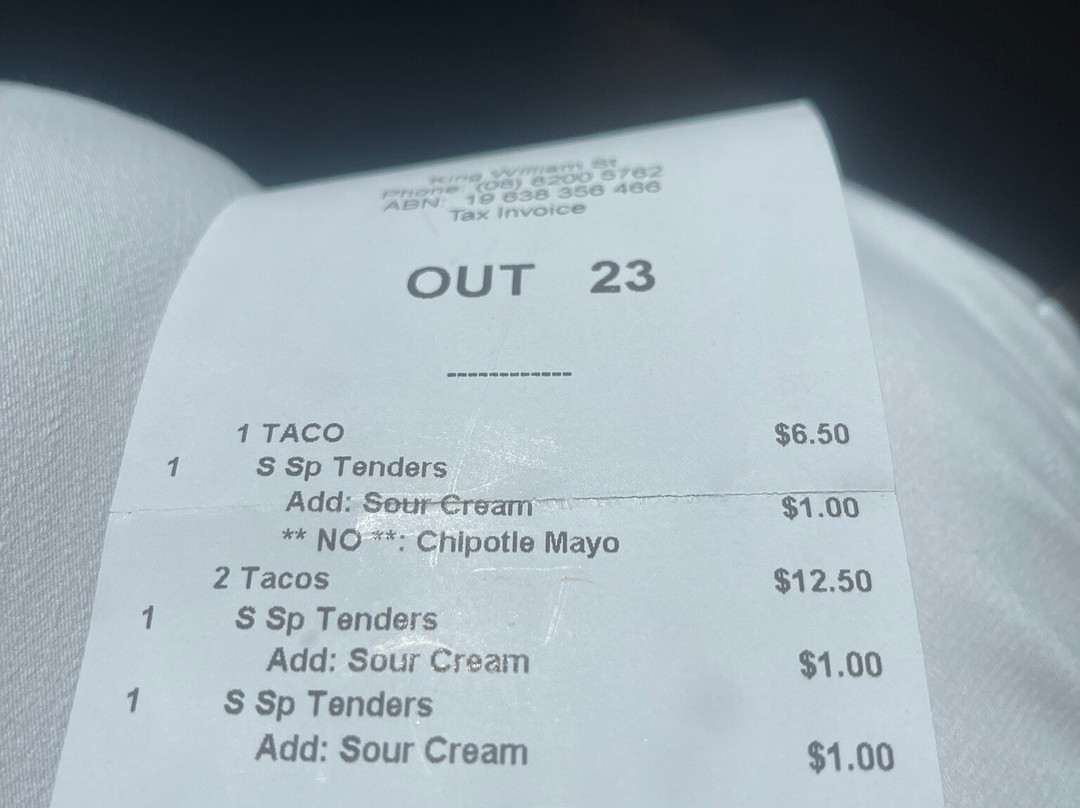 King William St
Phone: (08) 8200 5762
ABN: 19 638 356 466
Tax Invoice
OUT 23
------------
1 TACO $6.50
1 S Sp Tenders
Add: Sour Cream $1.00
** NO **: Chipotle Mayo
2 Tacos $12.50
1 S Sp Tenders
Add: Sour Cream $1.00
1 S Sp Tenders
Add: Sour Cream $1.00